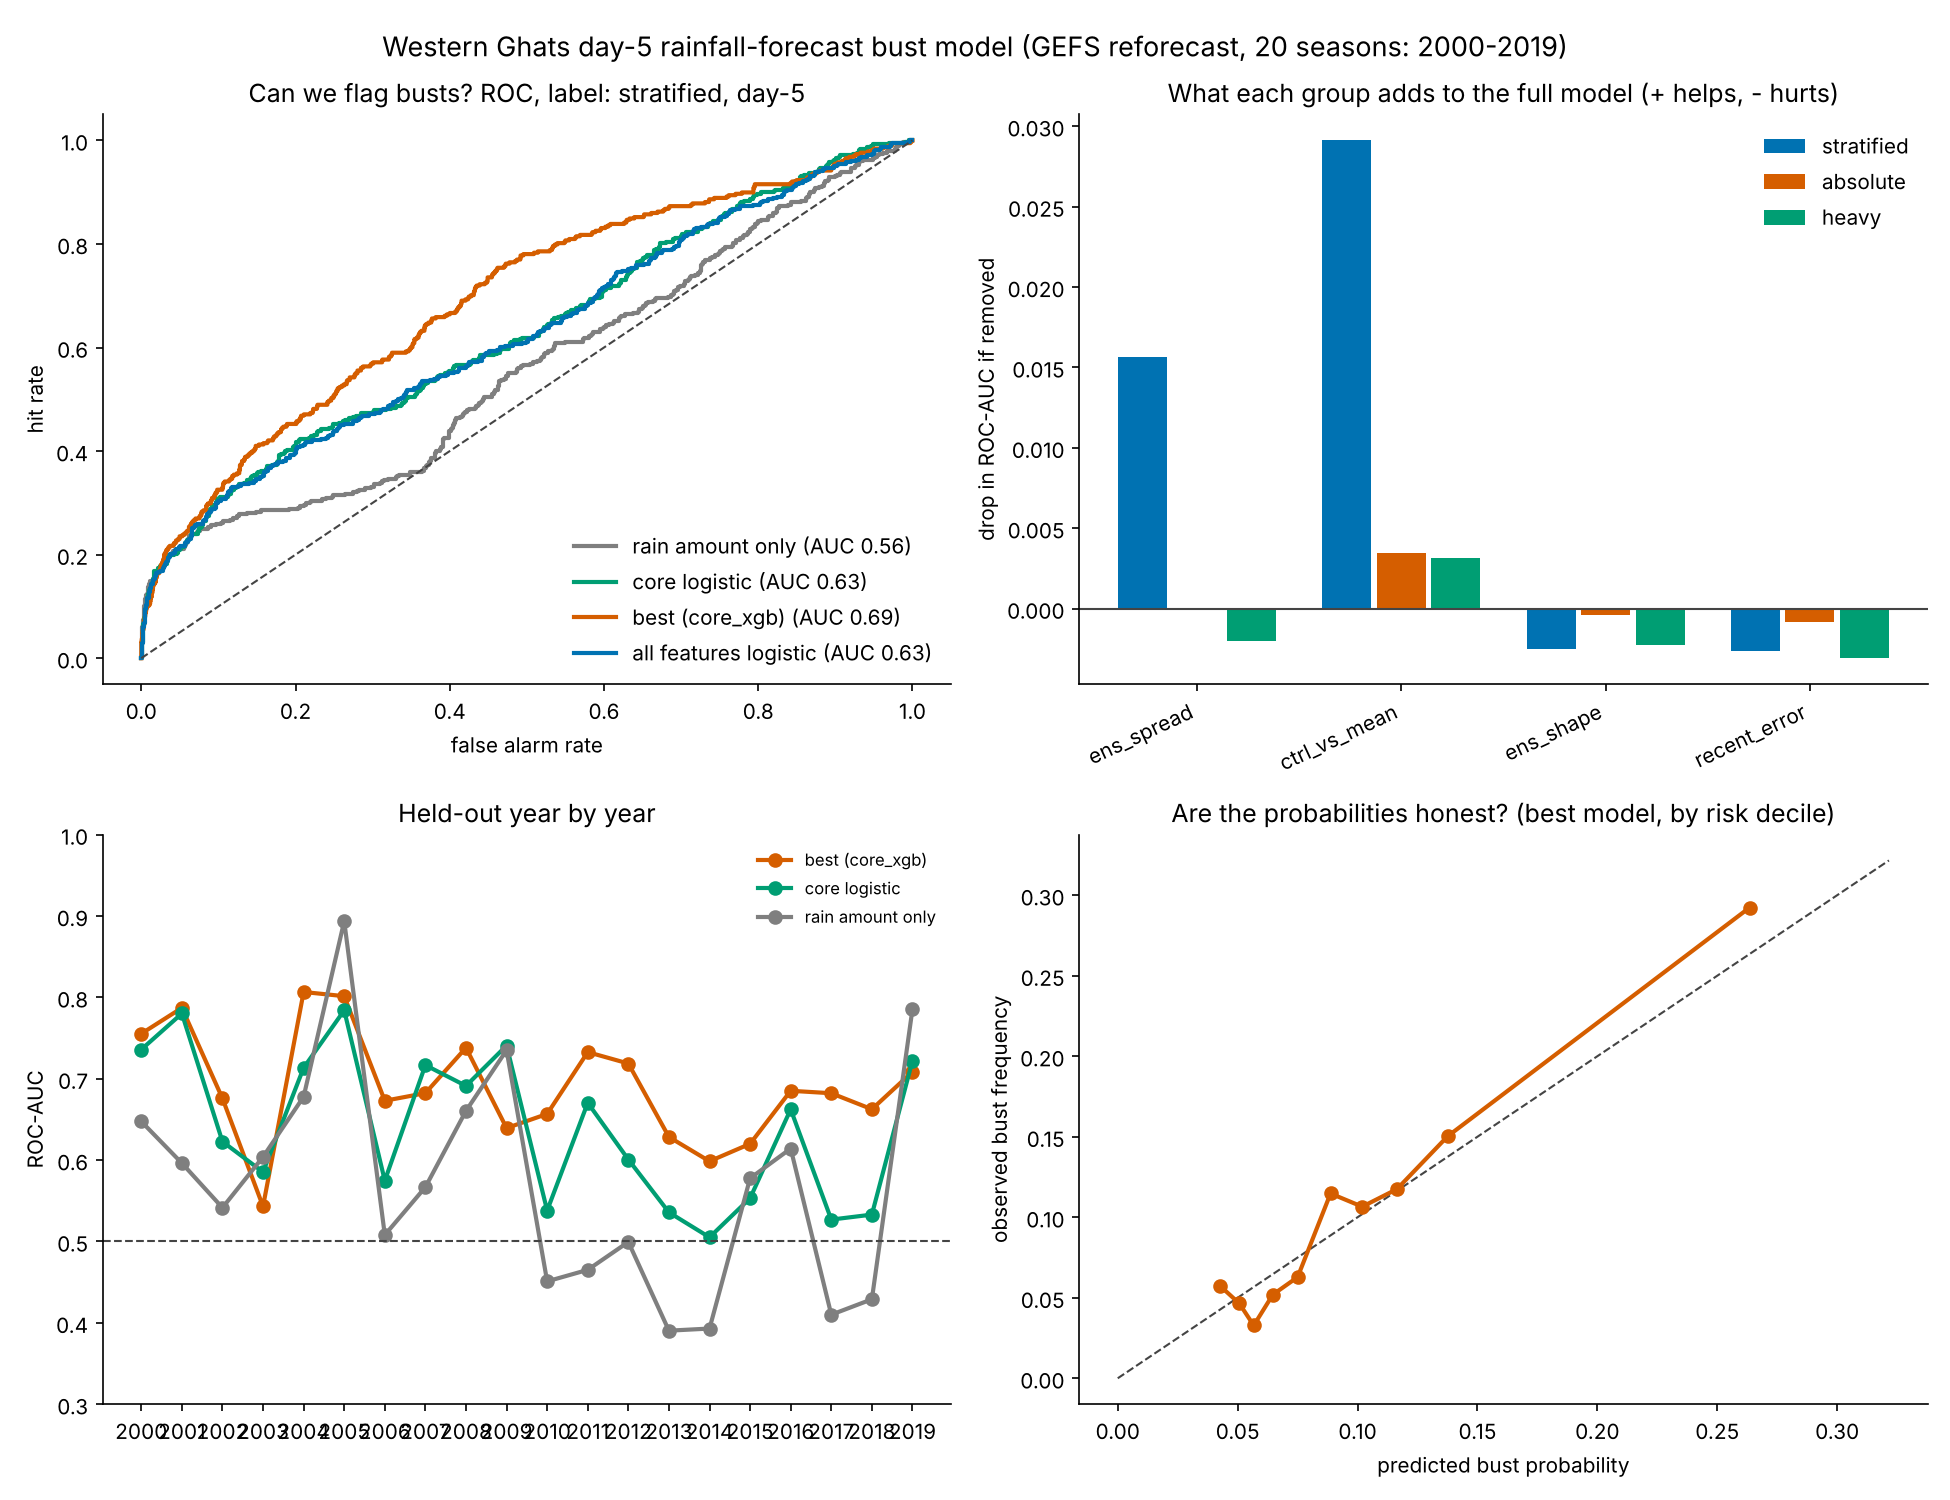 Western Ghats day-5 rainfall-forecast bust model (GEFS reforecast, 20 seasons: 2000-2019)
Can we flag busts? ROC, label: stratified, day-5
hit rate
1.0
0.8
0.6
0.4
0.2
0.0
rain amount only (AUC 0.56)
core logistic (AUC 0.63)
best (core_xgb) (AUC 0.69)
all features logistic (AUC 0.63)
0.0 0.2 0.4 0.6 0.8 1.0
false alarm rate
What each group adds to the full model (+ helps, - hurts)
drop in ROC-AUC if removed
0.030
0.025
0.020
0.015
0.010
0.005
0.000
stratified
absolute
heavy
ens_spread
ctrl_vs_mean
ens_shape
recent_error
Held-out year by year
ROC-AUC
1.0
0.9
0.8
0.7
0.6
0.5
0.4
0.3
best (core_xgb)
core logistic
rain amount only
2000 2001 2002 2003 2004 2005 2006 2007 2008 2009 2010 2011 2012 2013 2014 2015 2016 2017 2018 2019
Are the probabilities honest? (best model, by risk decile)
observed bust frequency
0.30
0.25
0.20
0.15
0.10
0.05
0.00
0.00 0.05 0.10 0.15 0.20 0.25 0.30
predicted bust probability